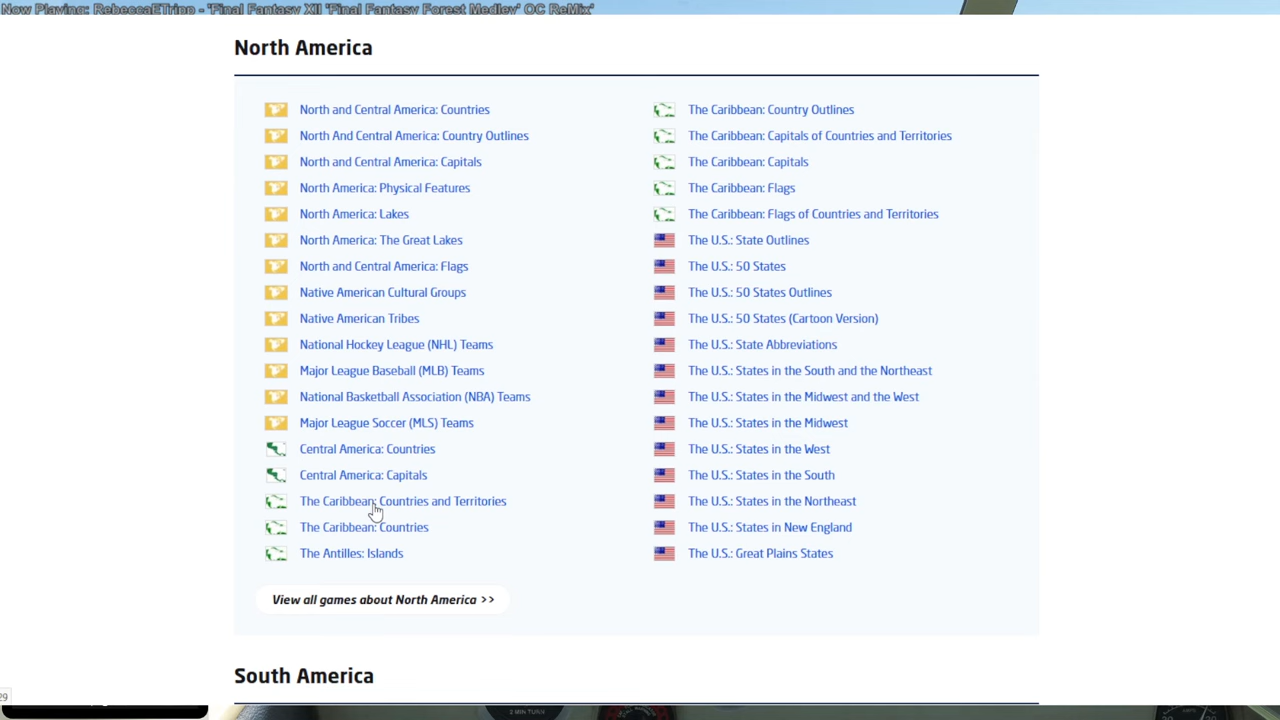 Now Playing: RebeccaETripp - 'Final Fantasy XII 'Final Fantasy Forest Medley' OC ReMix'
North America
North and Central America: Countries
North And Central America: Country Outlines
North and Central America: Capitals
North America: Physical Features
North America: Lakes
North America: The Great Lakes
North and Central America: Flags
Native American Cultural Groups
Native American Tribes
National Hockey League (NHL) Teams
Major League Baseball (MLB) Teams
National Basketball Association (NBA) Teams
Major League Soccer (MLS) Teams
Central America: Countries
Central America: Capitals
The Caribbean: Countries and Territories
The Caribbean: Countries
The Antilles: Islands
The Caribbean: Country Outlines
The Caribbean: Capitals of Countries and Territories
The Caribbean: Capitals
The Caribbean: Flags
The Caribbean: Flags of Countries and Territories
The U.S.: State Outlines
The U.S.: 50 States
The U.S.: 50 States Outlines
The U.S.: 50 States (Cartoon Version)
The U.S.: State Abbreviations
The U.S.: States in the South and the Northeast
The U.S.: States in the Midwest and the West
The U.S.: States in the Midwest
The U.S.: States in the West
The U.S.: States in the South
The U.S.: States in the Northeast
The U.S.: States in New England
The U.S.: Great Plains States
View all games about North America >>
South America
29
2 MIN TURN